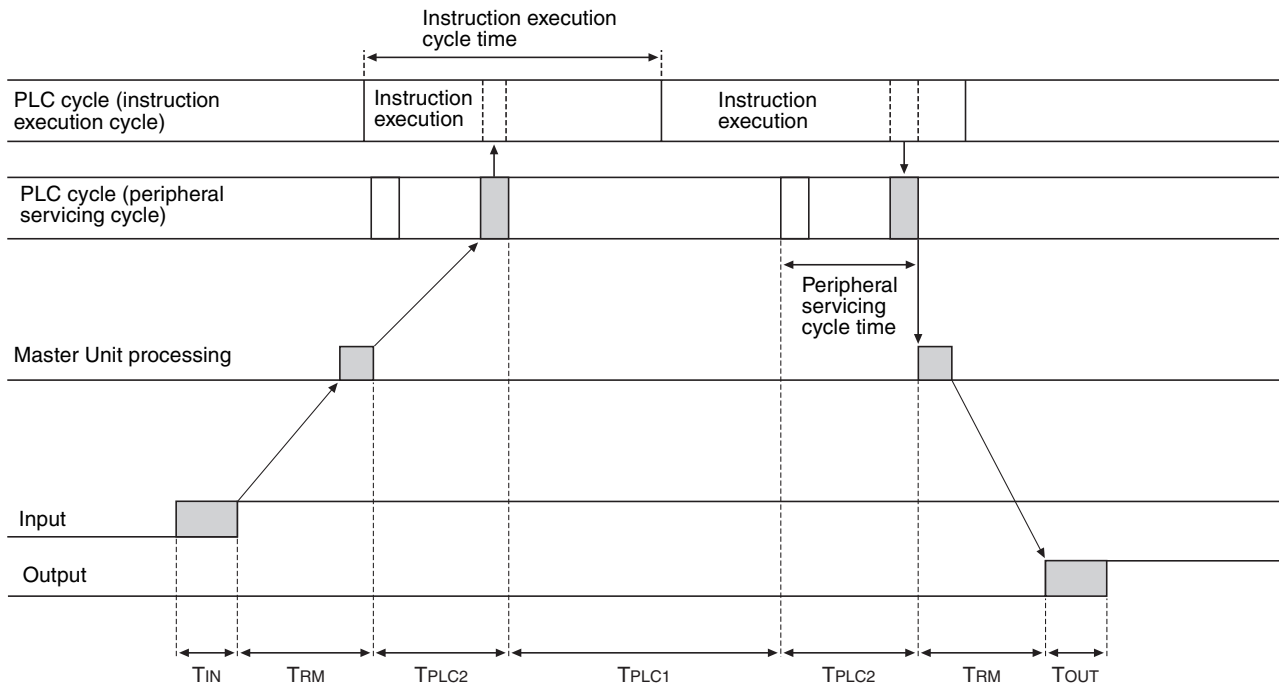 Instruction execution
cycle time
PLC cycle (instruction
execution cycle)
Instruction
execution
Instruction
execution
PLC cycle (peripheral
servicing cycle)
Peripheral
servicing
cycle time
Master Unit processing
Input
Output
TIN
TRM
TPLC2
TPLC1
TPLC2
TRM
TOUT